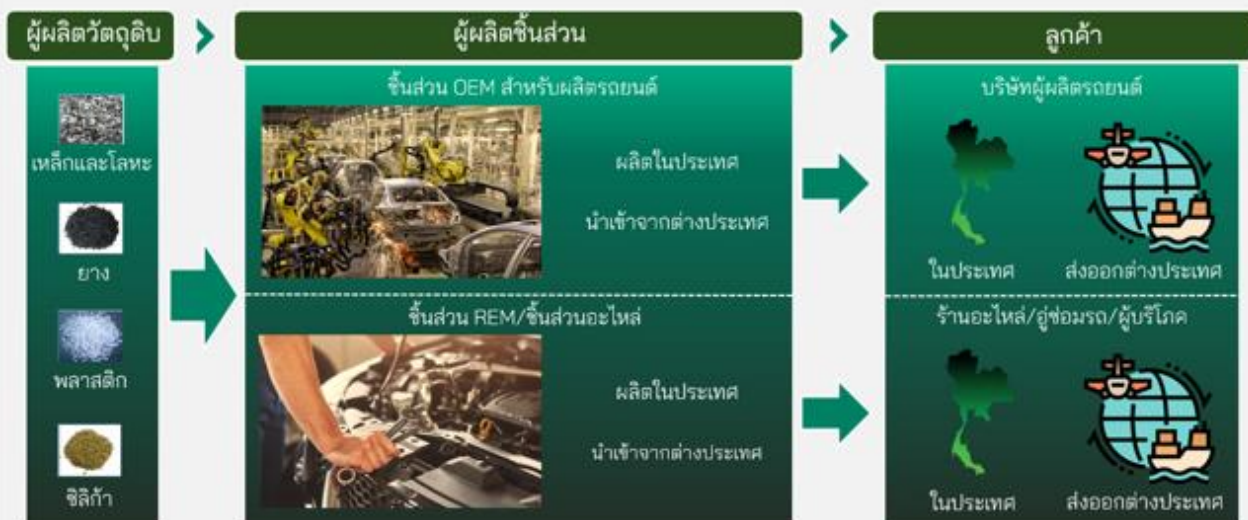 ผู้ผลิตวัตถุดิบ
ผู้ผลิตชิ้นส่วน
ลูกค้า
เหล็กและโลหะ
ยาง
พลาสติก
ซิลิก้า
ชิ้นส่วน OEM สำหรับผลิตรถยนต์
ผลิตในประเทศ
นำเข้าจากต่างประเทศ
ชิ้นส่วน REM/ชิ้นส่วนอะไหล่
ผลิตในประเทศ
นำเข้าจากต่างประเทศ
บริษัทผู้ผลิตรถยนต์
ในประเทศ
ส่งออกต่างประเทศ
ร้านอะไหล่/อู่ซ่อมรถ/ผู้บริโภค
ในประเทศ
ส่งออกต่างประเทศ